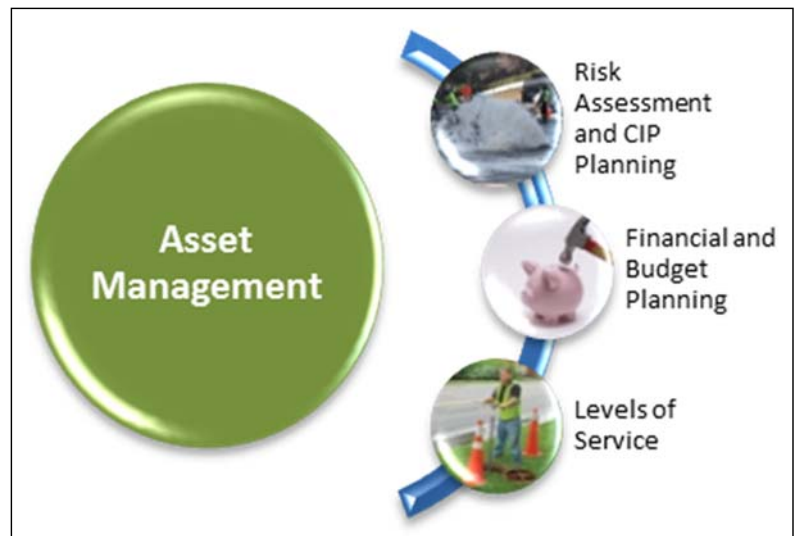 Asset
Management
Risk
Assessment
and CIP
Planning
Financial and
Budget
Planning
Levels of
Service